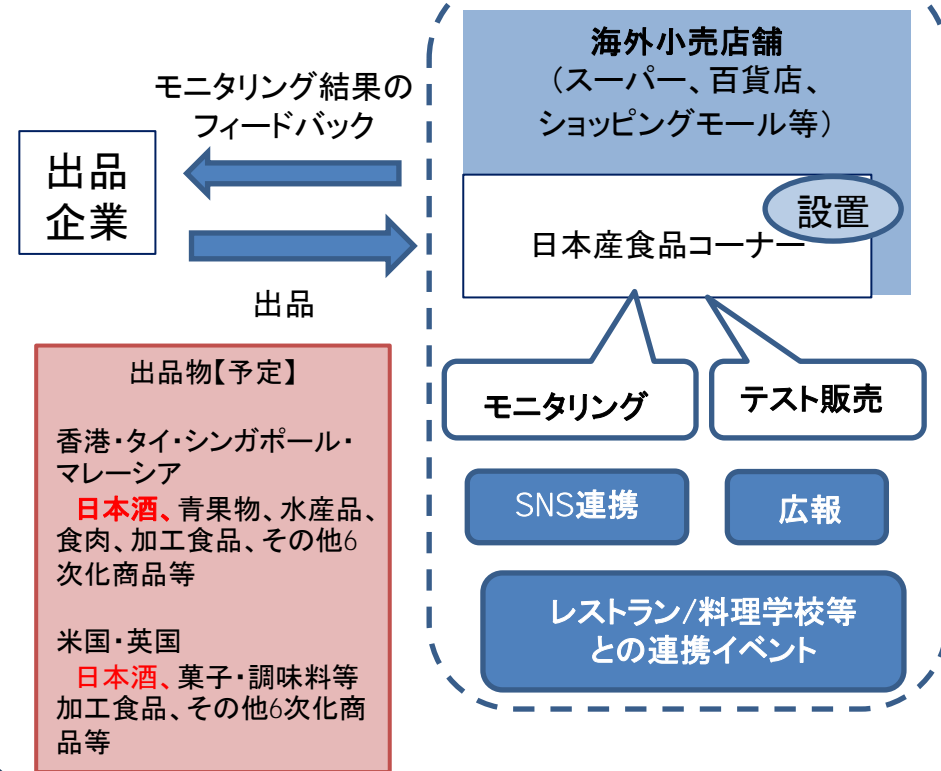 海外小売店舗
（スーパー、百貨店、
ショッピングモール等）
モニタリング結果の
フィードバック
出品
企業
設置
日本産食品コーナー
出品
出品物【予定】
香港・タイ・シンガポール・
マレーシア
日本酒、青果物、水産品、
食肉、加工食品、その他6
次化商品等
米国・英国
日本酒、菓子・調味料等
加工食品、その他6次化商
品等
モニタリング
テスト販売
SNS連携
広報
レストラン/料理学校等
との連携イベント